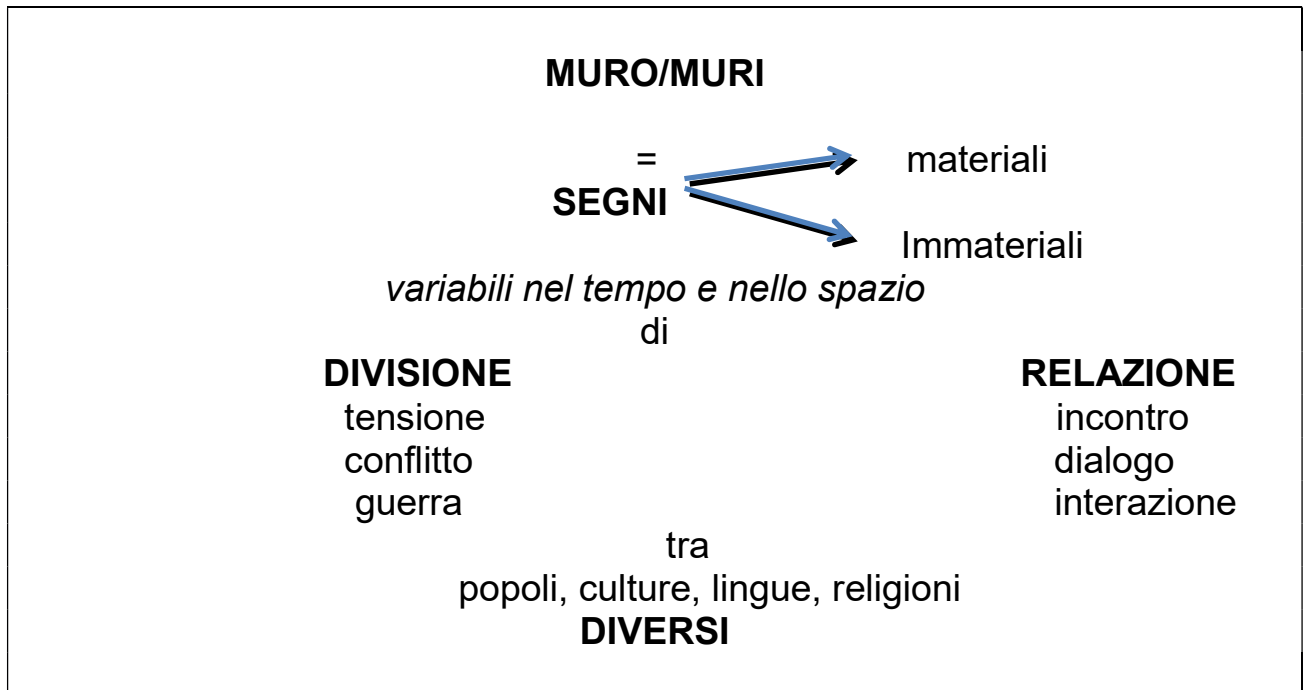 MURO/MURI
= materiali
SEGNI
Immateriali
variabili nel tempo e nello spazio
di
DIVISIONE RELAZIONE
tensione incontro
conflitto dialogo
guerra interazione
tra
popoli, culture, lingue, religioni
DIVERSI